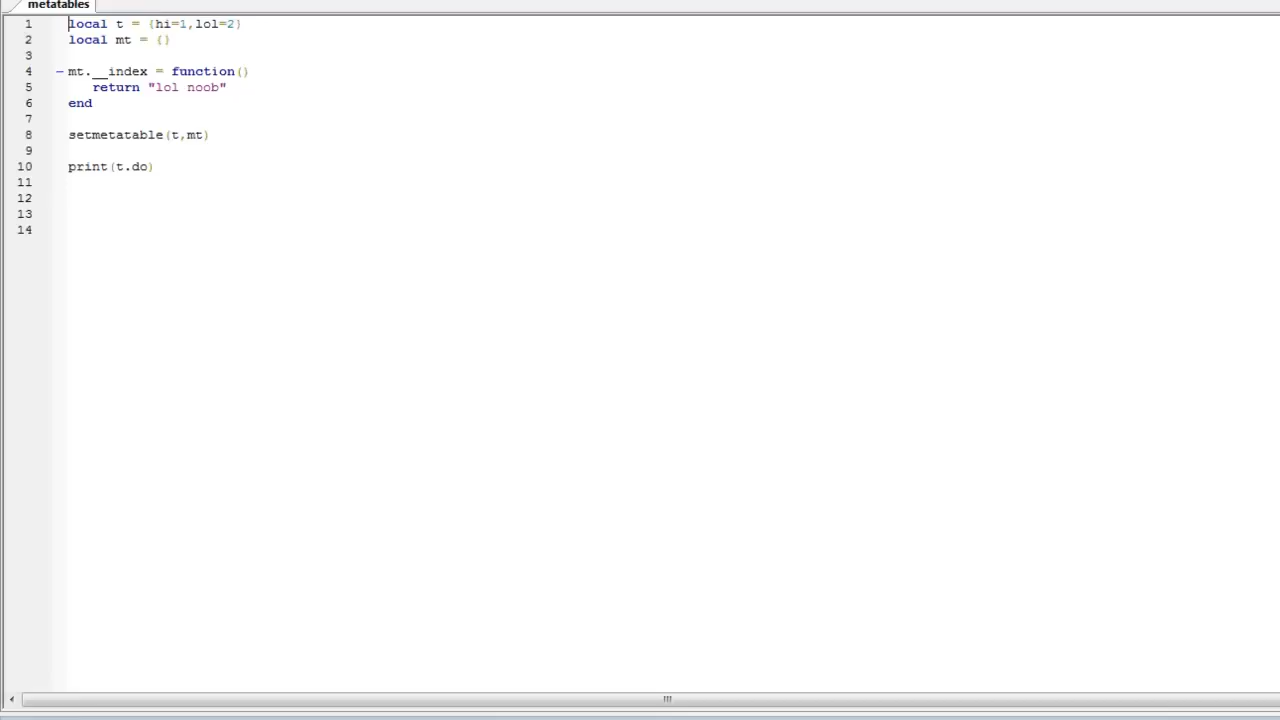 metatables
1 local t = {hi=1,lol=2}
2 local mt = {}
3
4 mt.__index = function()
5 return "lol noob"
6 end
7
8 setmetatable(t,mt)
9
10 print(t.do)
11
12
13
14